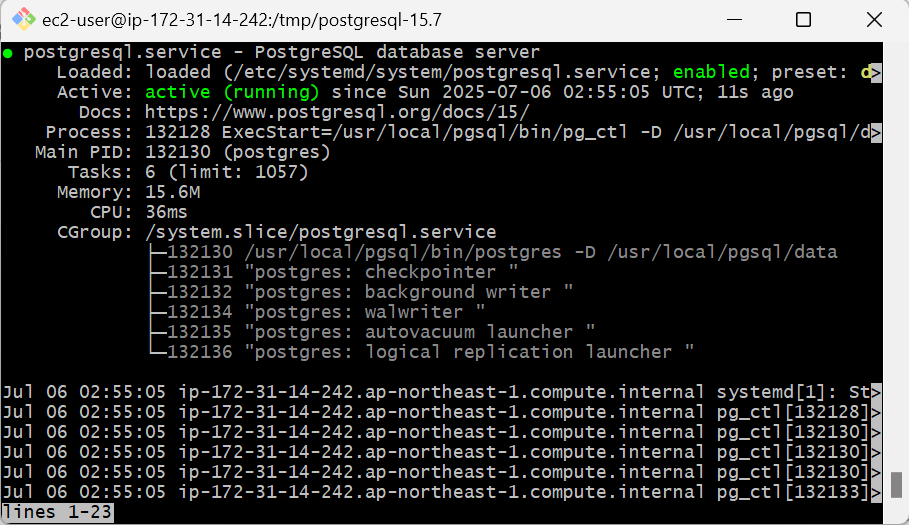 ec2-user@ip-172-31-14-242:/tmp/postgresql-15.7
● postgresql.service - PostgreSQL database server
     Loaded: loaded (/etc/systemd/system/postgresql.service; enabled; preset: d>
     Active: active (running) since Sun 2025-07-06 02:55:05 UTC; 11s ago
       Docs: https://www.postgresql.org/docs/15/
    Process: 132128 ExecStart=/usr/local/pgsql/bin/pg_ctl -D /usr/local/pgsql/d>
   Main PID: 132130 (postgres)
      Tasks: 6 (limit: 1057)
     Memory: 15.6M
        CPU: 36ms
     CGroup: /system.slice/postgresql.service
             ├─132130 /usr/local/pgsql/bin/postgres -D /usr/local/pgsql/data
             ├─132131 "postgres: checkpointer "
             ├─132132 "postgres: background writer "
             ├─132134 "postgres: walwriter "
             ├─132135 "postgres: autovacuum launcher "
             └─132136 "postgres: logical replication launcher "
Jul 06 02:55:05 ip-172-31-14-242.ap-northeast-1.compute.internal systemd[1]: St>
Jul 06 02:55:05 ip-172-31-14-242.ap-northeast-1.compute.internal pg_ctl[132128]>
Jul 06 02:55:05 ip-172-31-14-242.ap-northeast-1.compute.internal pg_ctl[132130]>
Jul 06 02:55:05 ip-172-31-14-242.ap-northeast-1.compute.internal pg_ctl[132130]>
Jul 06 02:55:05 ip-172-31-14-242.ap-northeast-1.compute.internal pg_ctl[132130]>
Jul 06 02:55:05 ip-172-31-14-242.ap-northeast-1.compute.internal pg_ctl[132133]>
lines 1-23